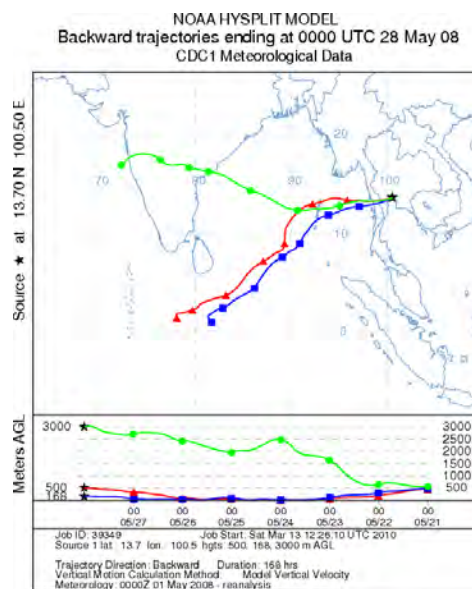 NOAA HYSPLIT MODEL
Backward trajectories ending at 0000 UTC 28 May 08
CDC1 Meteorological Data
Source ★ at 13.70 N 100.50 E
70
80
90
100
20
10
0
0
Meters AGL
3000
500
168
3000
2500
2000
1500
1000
500
00 00 00 00 00 00 00
05/27 05/26 05/25 05/24 05/23 05/22 05/21
Job ID: 39349 Job Start: Sat Mar 13 12:26:10 UTC 2010
Source 1 lat.: 13.7 lon.: 100.5 hgts: 500, 168, 3000 m AGL
Trajectory Direction: Backward Duration: 168 hrs
Vertical Motion Calculation Method: Model Vertical Velocity
Meteorology: 0000Z 01 May 2008 - reanalysis